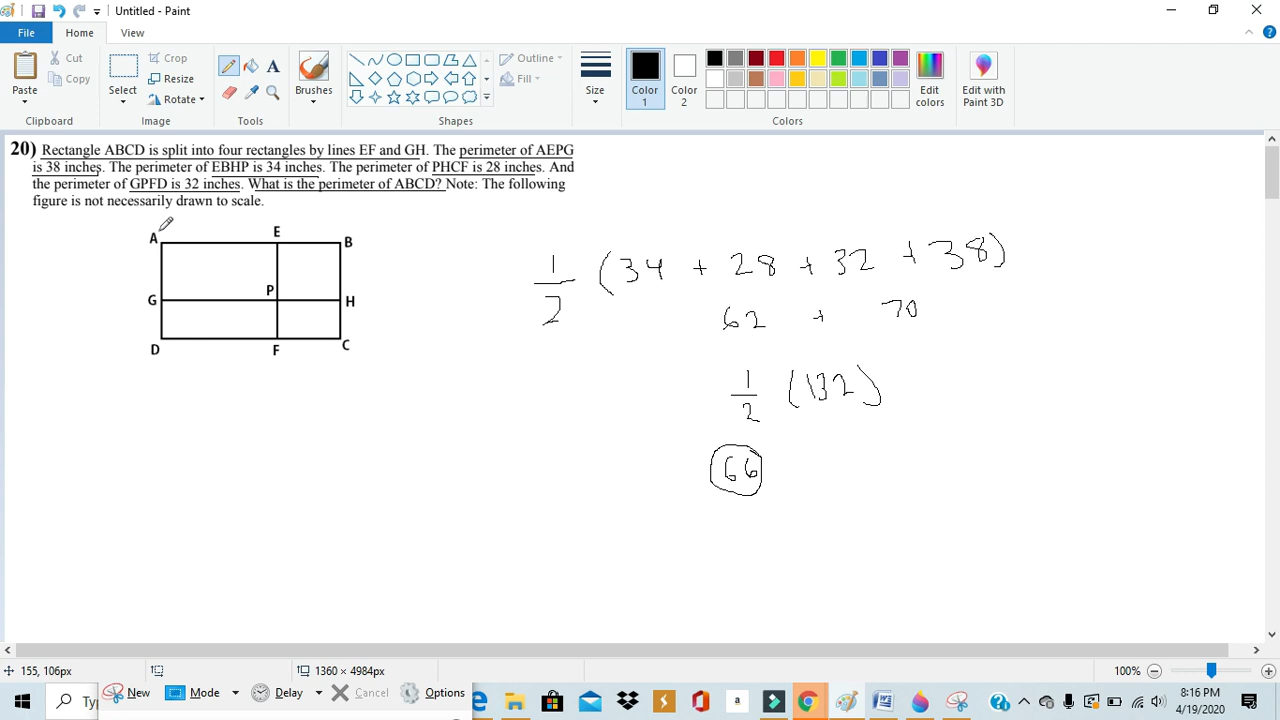 Untitled - Paint
File
Home
View
Paste
Cut
Copy
Clipboard
Select
Crop
Resize
Rotate
Image
A
Tools
Brushes
Outline
Fill
Shapes
Size
Color 1
Color 2
Edit colors
Edit with Paint 3D
Colors
20) Rectangle ABCD is split into four rectangles by lines EF and GH. The perimeter of AEPG
is 38 inches. The perimeter of EBHP is 34 inches. The perimeter of PHCF is 28 inches. And
the perimeter of GPFD is 32 inches. What is the perimeter of ABCD? Note: The following
figure is not necessarily drawn to scale.
A E B
G P H
D F C
1/2 (34 + 28 + 32 + 38)
62 + 70
1/2 (132)
66
155, 106px
1360 × 4984px
100%
Ty
New
Mode
Delay
Cancel
Options
a
8:16 PM
4/19/2020